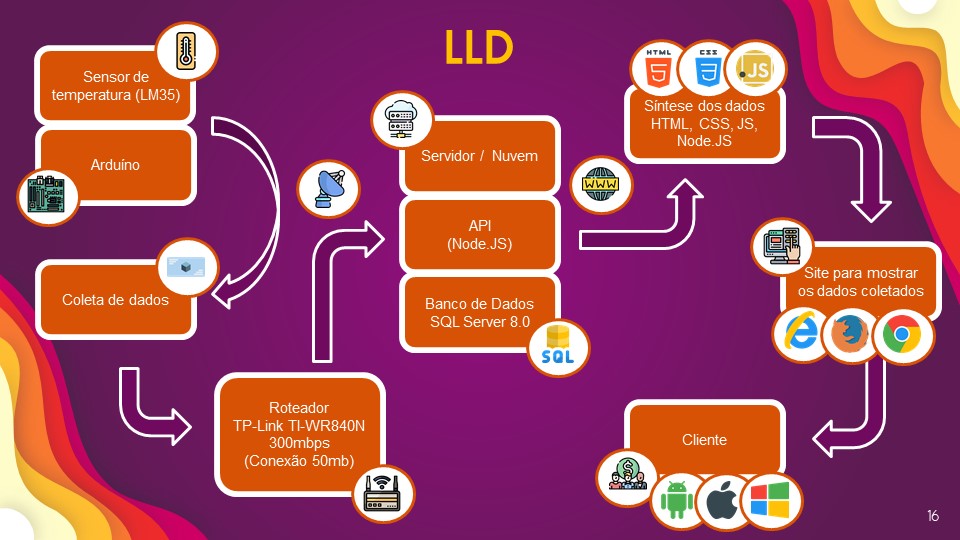 LLD
Sensor de
temperatura (LM35)
Arduíno
Coleta de dados
Roteador
TP-Link TI-WR840N
300mbps
(Conexão 50mb)
Servidor / Nuvem
API
(Node.JS)
Banco de Dados
SQL Server 8.0
SQL
WWW
HTML
CSS
JS
Síntese dos dados
HTML, CSS, JS,
Node.JS
Site para mostrar
os dados coletados
Cliente
16